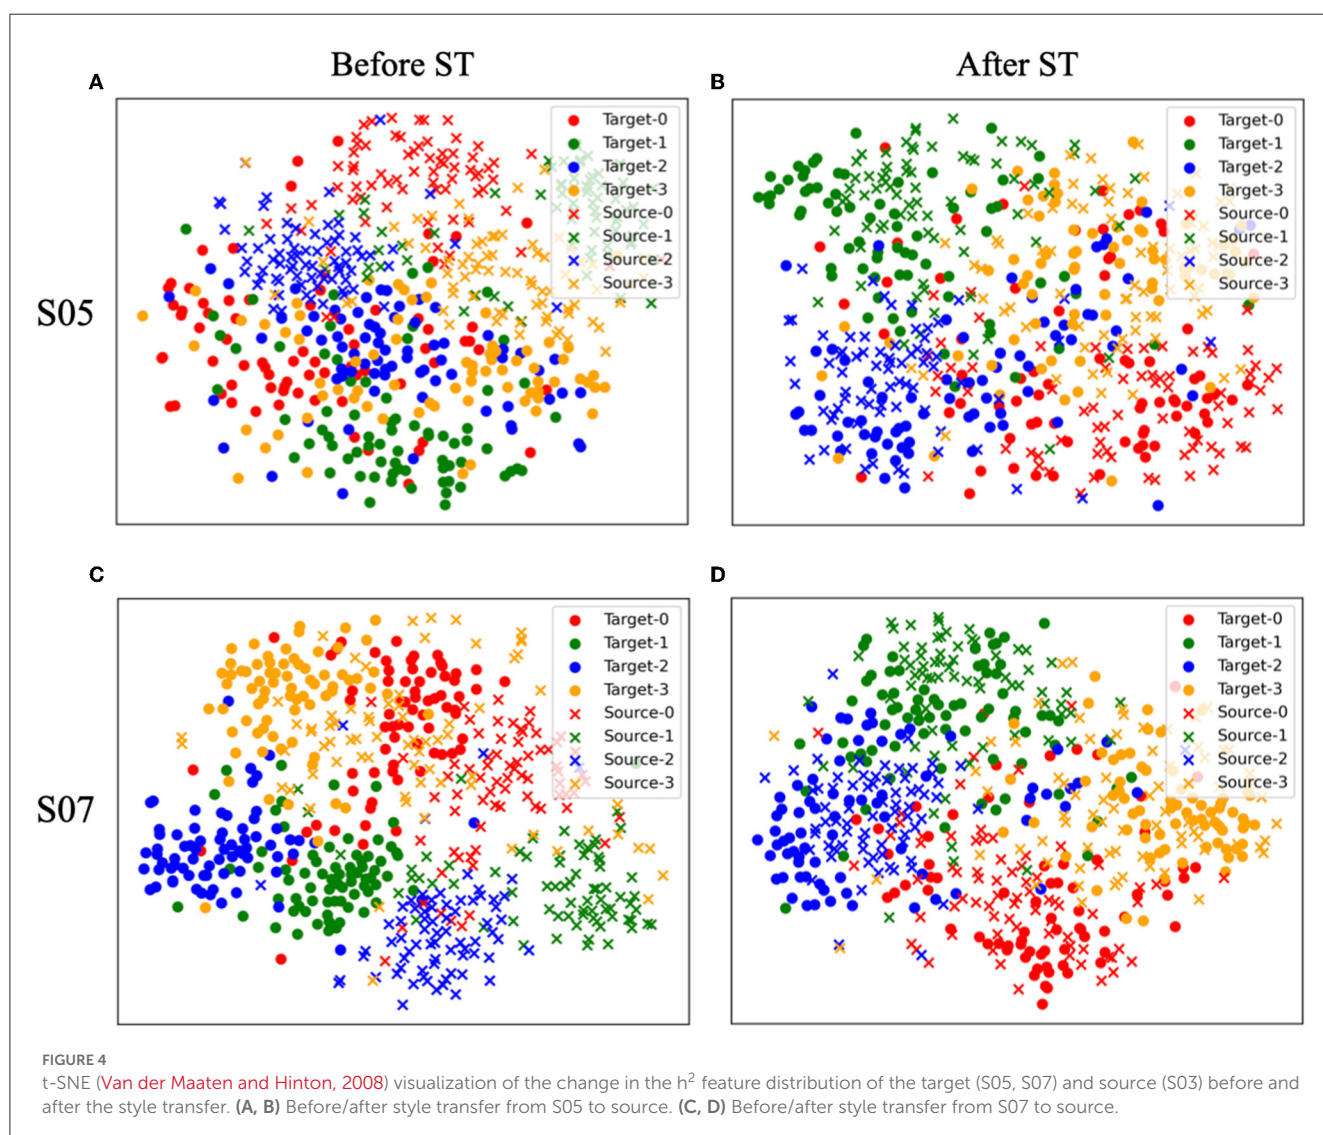 Before ST
After ST
A
B
Target-0
Target-1
Target-2
Target-3
Source-0
Source-1
Source-2
Source-3
Target-0
Target-1
Target-2
Target-3
Source-0
Source-1
Source-2
Source-3
S05
C
D
Target-0
Target-1
Target-2
Target-3
Source-0
Source-1
Source-2
Source-3
Target-0
Target-1
Target-2
Target-3
Source-0
Source-1
Source-2
Source-3
S07
FIGURE 4
t-SNE (Van der Maaten and Hinton, 2008) visualization of the change in the h² feature distribution of the target (S05, S07) and source (S03) before and
after the style transfer. (A, B) Before/after style transfer from S05 to source. (C, D) Before/after style transfer from S07 to source.